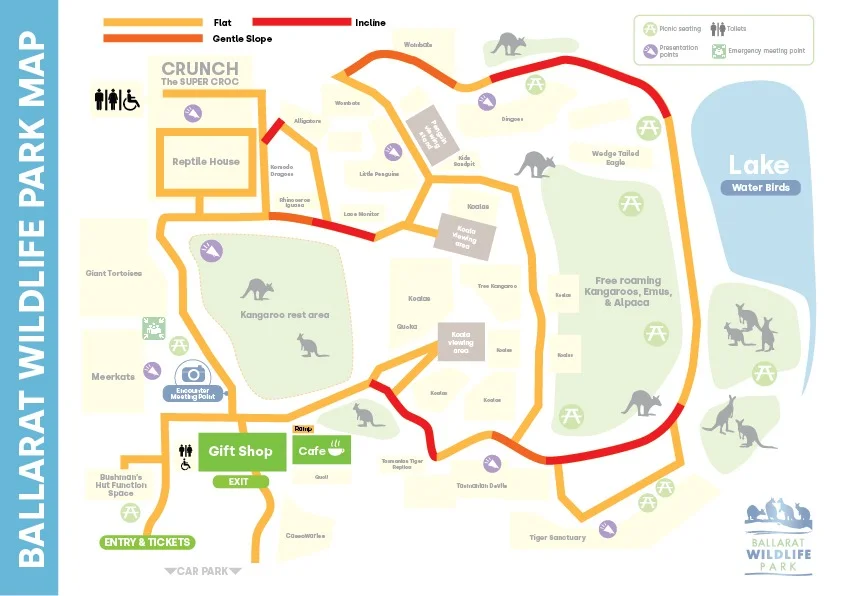 BALLARAT WILDLIFE PARK MAP
Flat
Incline
Gentle Slope
Picnic seating
Toilets
Presentation
points
Emergency meeting point
CRUNCH
The SUPER CROC
Wombats
Wombats
Alligators
Penguin
viewing
stand
Dingoes
Reptile House
Komodo
Dragons
Little Penguins
Kids
Sandpit
Wedge Tailed
Eagle
Lake
Water Birds
Rhinoceros
Iguana
Lace Monitor
Koalas
Koala
viewing
area
Giant Tortoises
Kangaroo rest area
Koalas
Tree Kangaroo
Koalas
Free roaming
Kangaroos, Emus,
& Alpaca
Quoka
Koala
viewing
area
Koalas
Koalas
Meerkats
Encounter
Meeting Point
Koalas
Koalas
Ramp
Gift Shop
Cafe
EXIT
Quoll
Tasmanian Tiger
Replica
Tasmanian Devils
Bushman's
Hut Function
Space
ENTRY & TICKETS
Cassowaries
Tiger Sanctuary
CAR PARK
BALLARAT
WILDLIFE
PARK